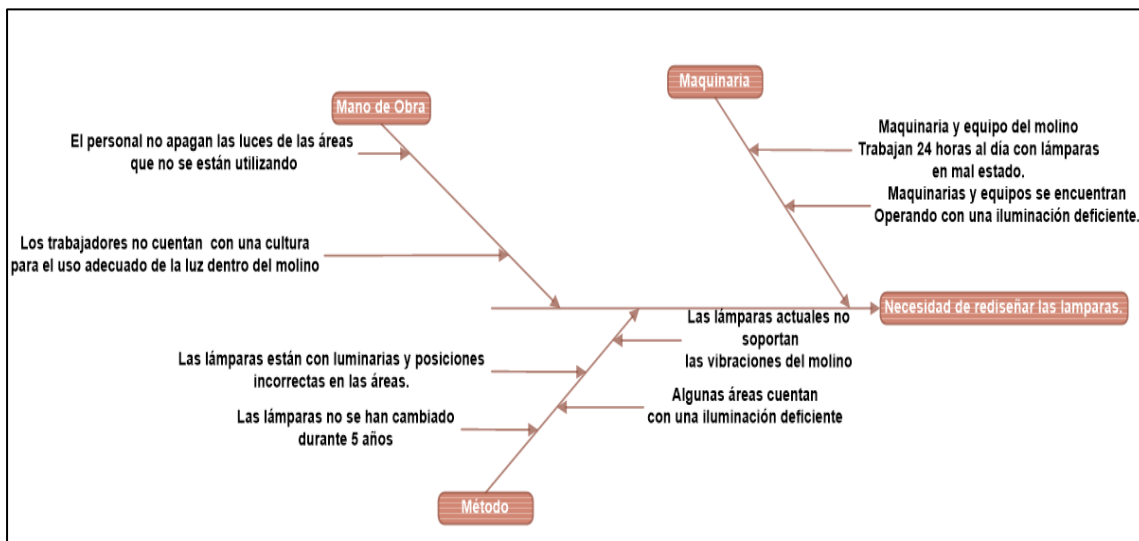 Maquinaria
Mano de Obra
El personal no apagan las luces de las áreas
que no se están utilizando
Maquinaria y equipo del molino
Trabajan 24 horas al día con lámparas
en mal estado.
Maquinarias y equipos se encuentran
Operando con una iluminación deficiente.
Los trabajadores no cuentan con una cultura
para el uso adecuado de la luz dentro del molino
Necesidad de rediseñar las lamparas.
Las lámparas actuales no
soportan
las vibraciones del molino
Las lámparas están con luminarias y posiciones
incorrectas en las áreas.
Algunas áreas cuentan
con una iluminación deficiente
Las lámparas no se han cambiado
durante 5 años
Método